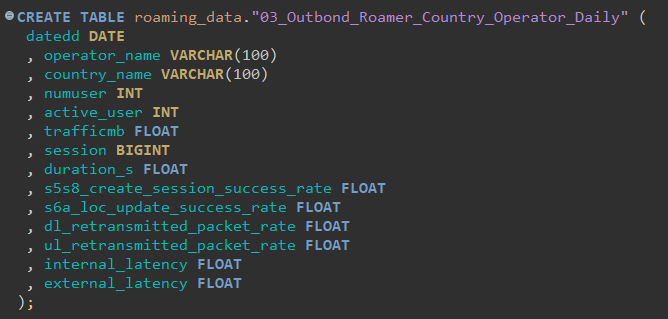 CREATE TABLE roaming_data."03_Outbond_Roamer_Country_Operator_Daily" (
datedd DATE
, operator_name VARCHAR(100)
, country_name VARCHAR(100)
, numuser INT
, active_user INT
, trafficmb FLOAT
, session BIGINT
, duration_s FLOAT
, s5s8_create_session_success_rate FLOAT
, s6a_loc_update_success_rate FLOAT
, dl_retransmitted_packet_rate FLOAT
, ul_retransmitted_packet_rate FLOAT
, internal_latency FLOAT
, external_latency FLOAT
);